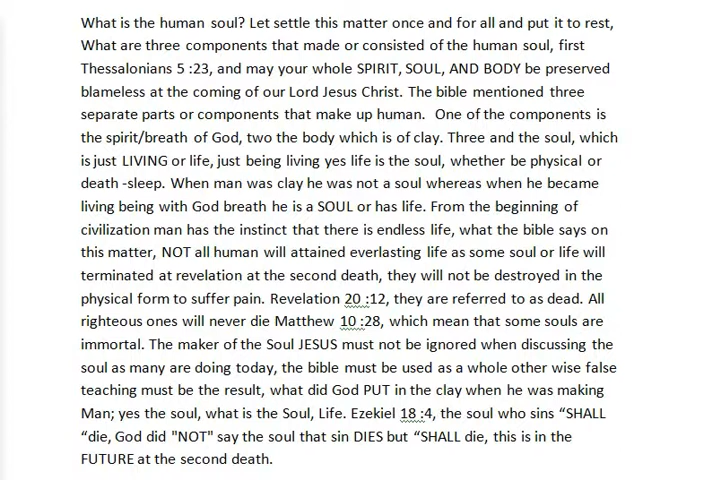 What is the human soul? Let settle this matter once and for all and put it to rest,
What are three components that made or consisted of the human soul, first
Thessalonians 5 :23, and may your whole SPIRIT, SOUL, AND BODY be preserved
blameless at the coming of our Lord Jesus Christ. The bible mentioned three
separate parts or components that make up human.  One of the components is
the spirit/breath of God, two the body which is of clay. Three and the soul, which
is just LIVING or life, just being living yes life is the soul, whether be physical or
death -sleep. When man was clay he was not a soul whereas when he became
living being with God breath he is a SOUL or has life. From the beginning of
civilization man has the instinct that there is endless life, what the bible says on
this matter, NOT all human will attained everlasting life as some soul or life will
terminated at revelation at the second death, they will not be destroyed in the
physical form to suffer pain. Revelation 20 :12, they are referred to as dead. All
righteous ones will never die Matthew 10 :28, which mean that some souls are
immortal. The maker of the Soul JESUS must not be ignored when discussing the
soul as many are doing today, the bible must be used as a whole other wise false
teaching must be the result, what did God PUT in the clay when he was making
Man; yes the soul, what is the Soul, Life. Ezekiel 18 :4, the soul who sins “SHALL
“die, God did "NOT" say the soul that sin DIES but “SHALL die, this is in the
FUTURE at the second death.